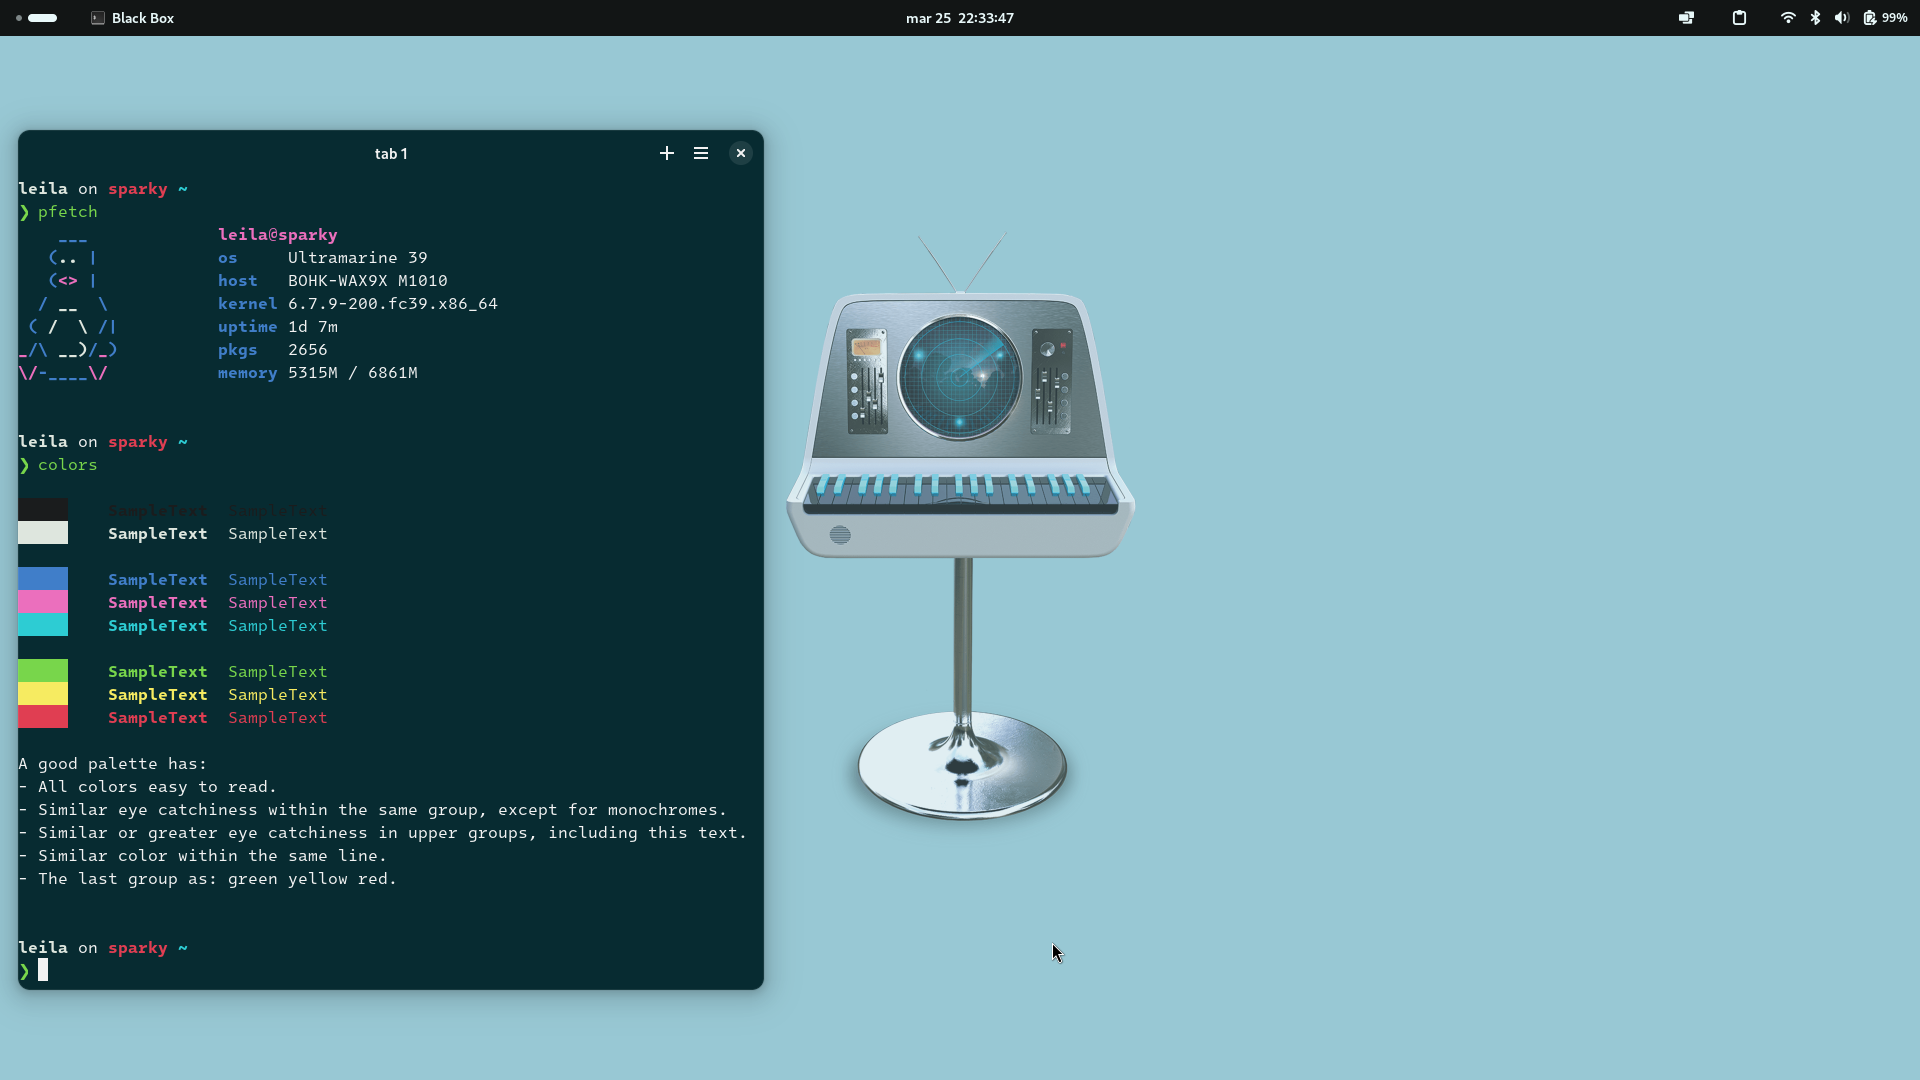 Black Box
mar 25 22:33:47
99%
tab 1
leila on sparky ~
❯ pfetch
___ leila@sparky
(.. | os Ultramarine 39
(<> | host BOHK-WAX9X M1010
/ __ \ kernel 6.7.9-200.fc39.x86_64
( / \ /| uptime 1d 7m
_/\ __)/_) pkgs 2656
\/-____\/ memory 5315M / 6861M
leila on sparky ~
❯ colors
SampleText SampleText
SampleText SampleText
SampleText SampleText
SampleText SampleText
SampleText SampleText
SampleText SampleText
SampleText SampleText
SampleText SampleText
A good palette has:
- All colors easy to read.
- Similar eye catchiness within the same group, except for monochromes.
- Similar or greater eye catchiness in upper groups, including this text.
- Similar color within the same line.
- The last group as: green yellow red.
leila on sparky ~
❯